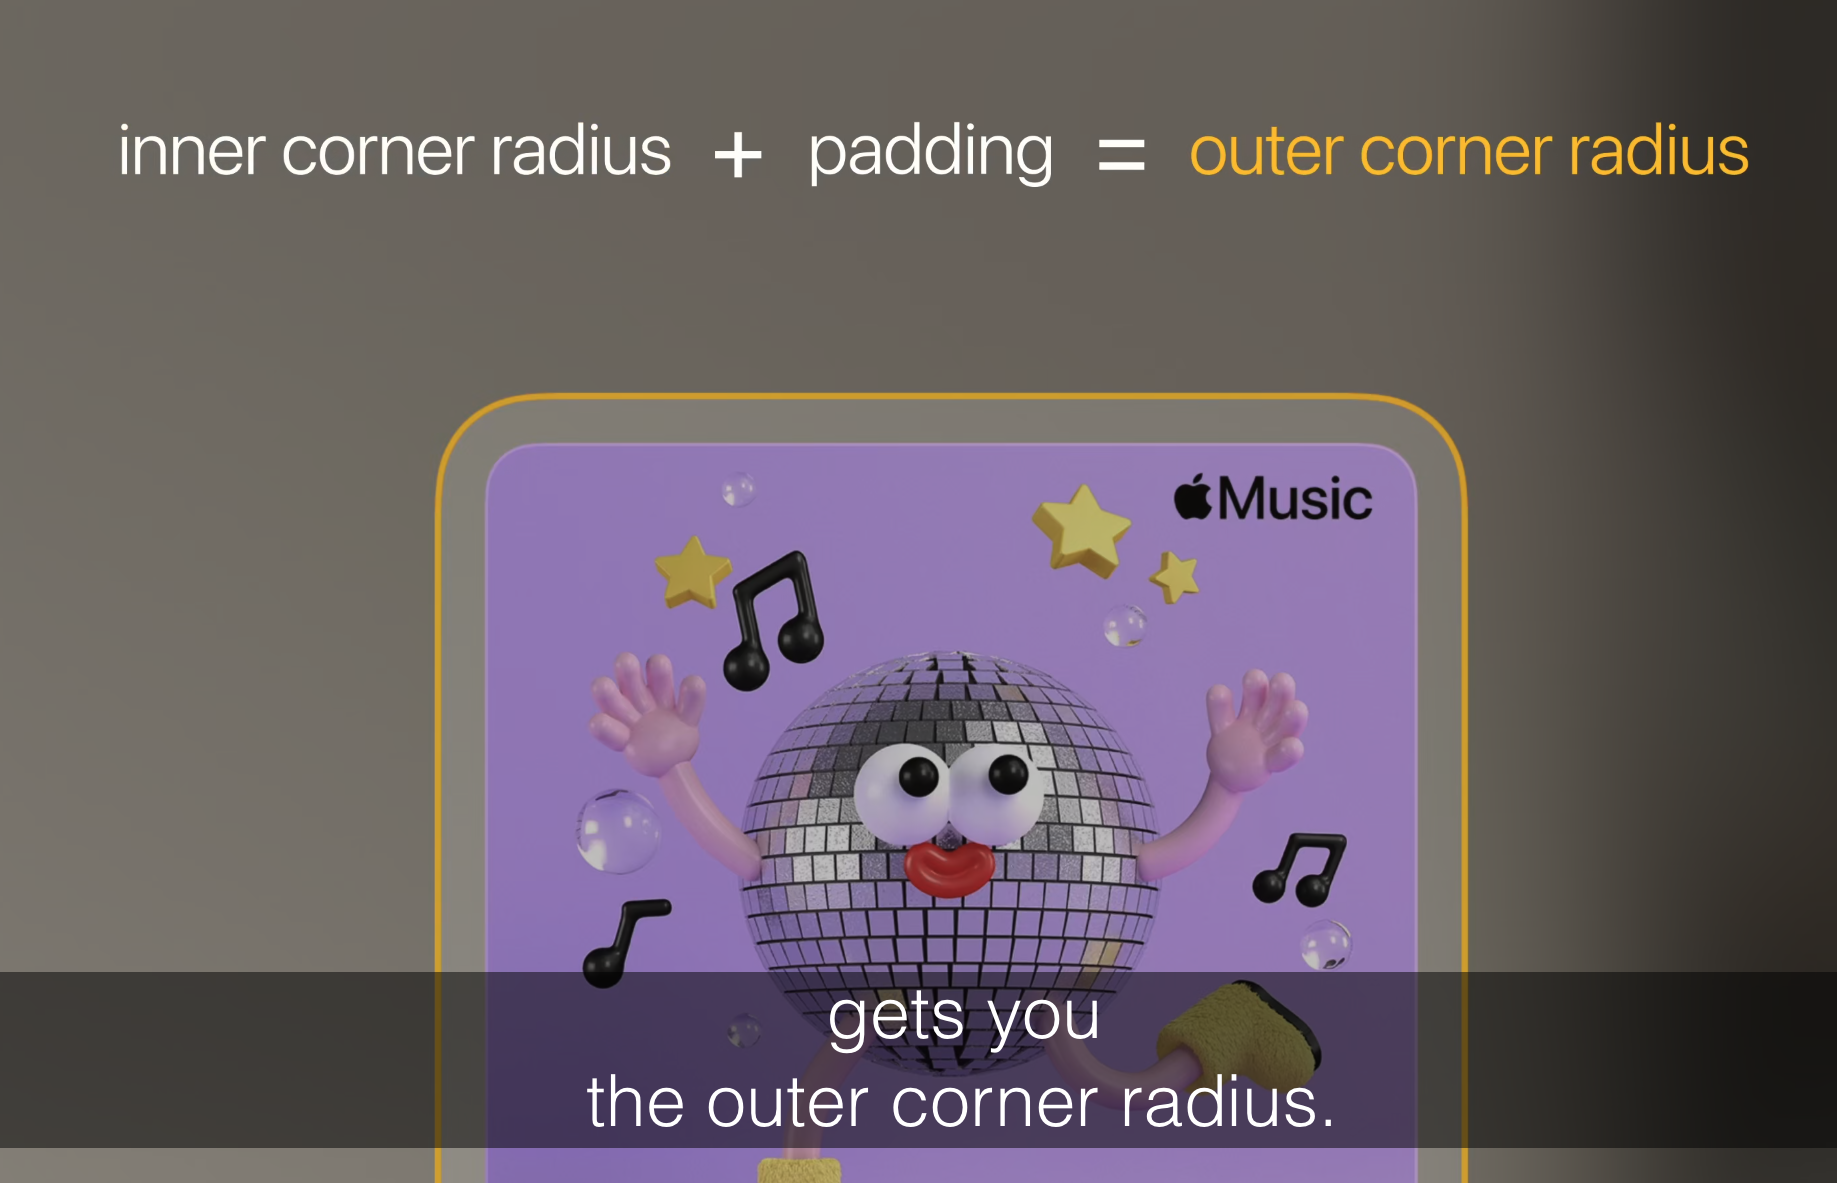 inner corner radius + padding = outer corner radius
Music
gets you
the outer corner radius.